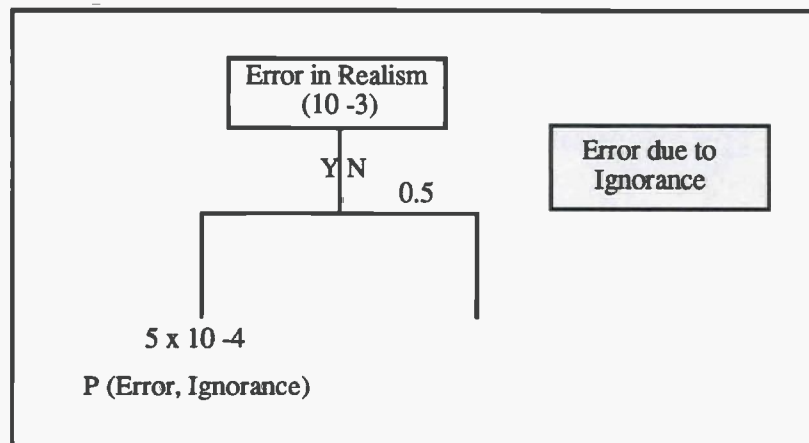 Error in Realism
(10 -3)
Error due to
Ignorance
Y N
0.5
5 x 10 -4
P (Error, Ignorance)